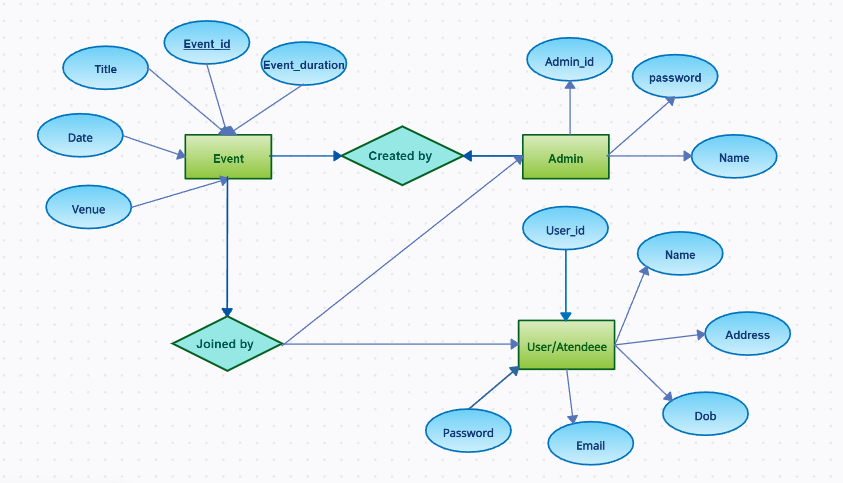 Event_id
Title
Event_duration
Admin_id
password
Date
Event
Created by
Admin
Name
Venue
User_id
Name
Joined by
User/Atendeee
Address
Dob
Password
Email